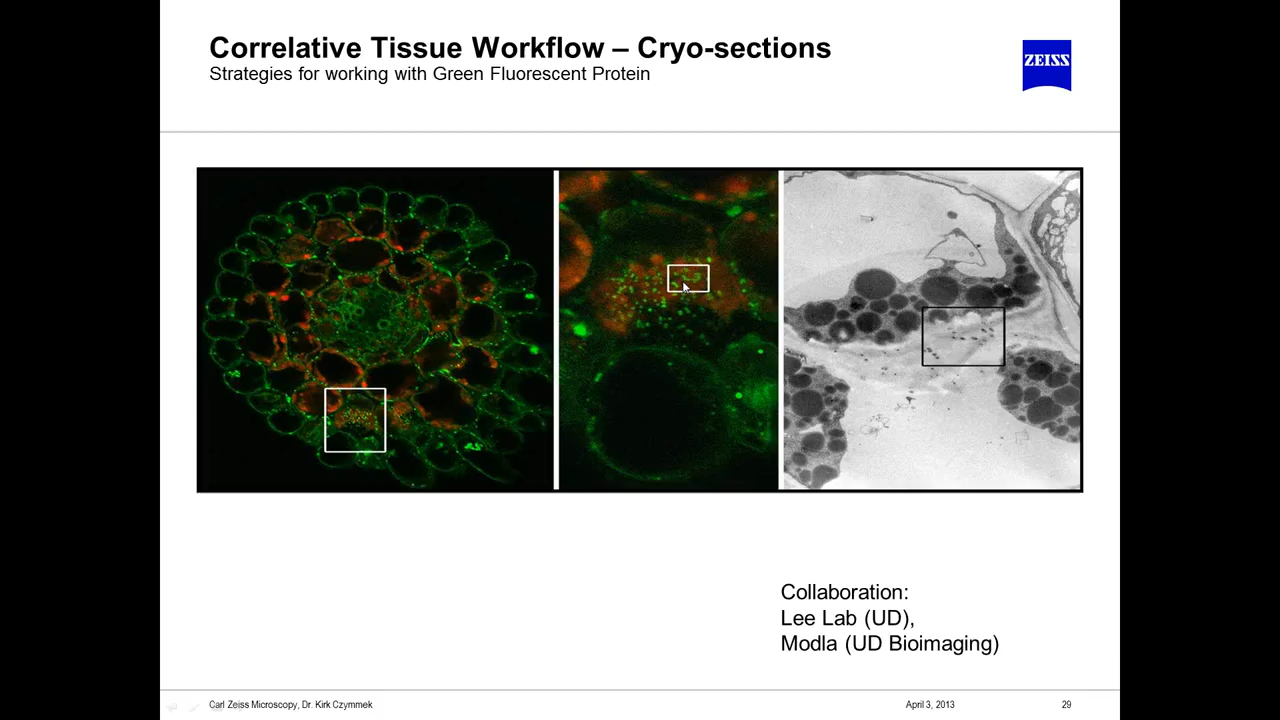 Correlative Tissue Workflow – Cryo-sections
Strategies for working with Green Fluorescent Protein
ZEISS
Collaboration:
Lee Lab (UD),
Modla (UD Bioimaging)
Carl Zeiss Microscopy, Dr. Kirk Czymmek
April 3, 2013
29